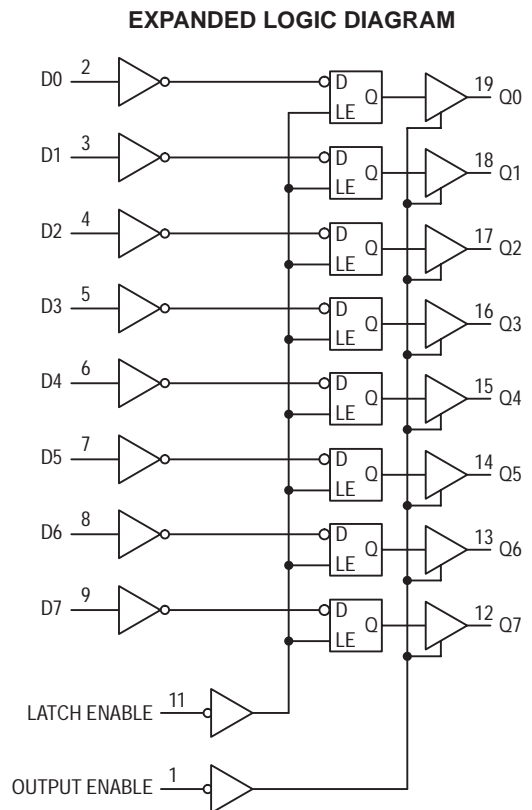 EXPANDED LOGIC DIAGRAM
D0 2 D Q LE 19 Q0
D1 3 D Q LE 18 Q1
D2 4 D Q LE 17 Q2
D3 5 D Q LE 16 Q3
D4 6 D Q LE 15 Q4
D5 7 D Q LE 14 Q5
D6 8 D Q LE 13 Q6
D7 9 D Q LE 12 Q7
LATCH ENABLE 11
OUTPUT ENABLE 1